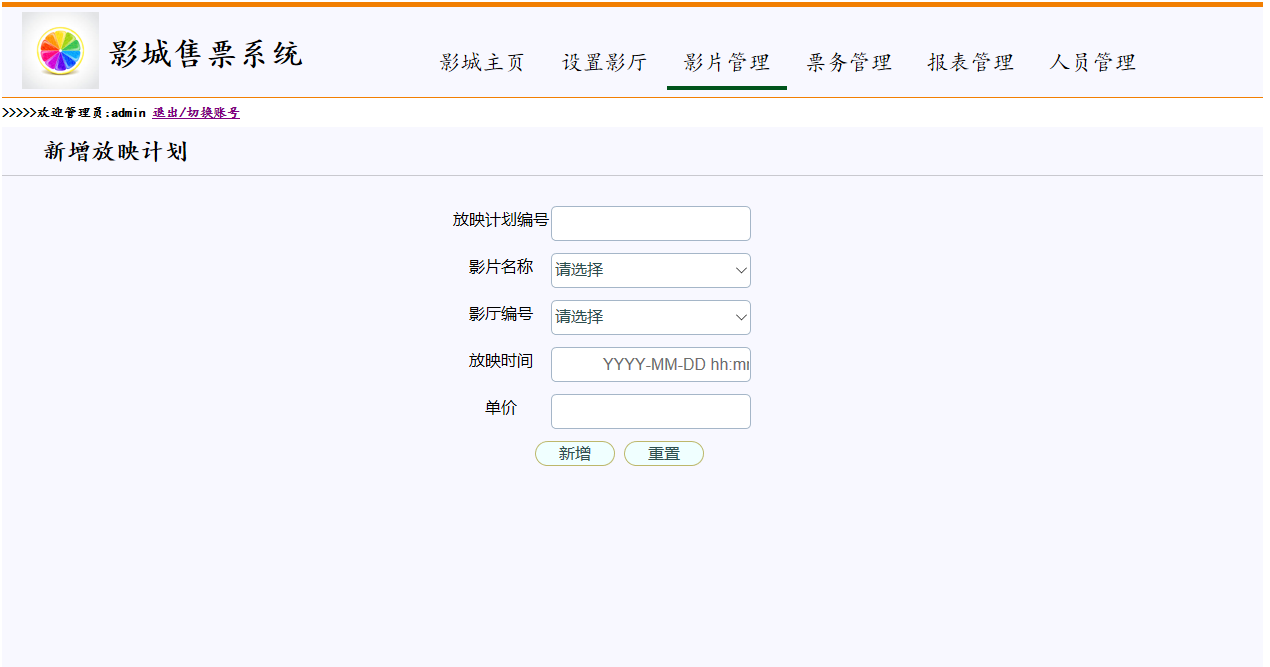 影城售票系统
影城主页 设置影厅 影片管理 票务管理 报表管理 人员管理
>>>>>欢迎管理员:admin 退出/切换账号
新增放映计划
放映计划编号
影片名称 请选择
影厅编号 请选择
放映时间 YYYY-MM-DD hh:m
单价
新增 重置